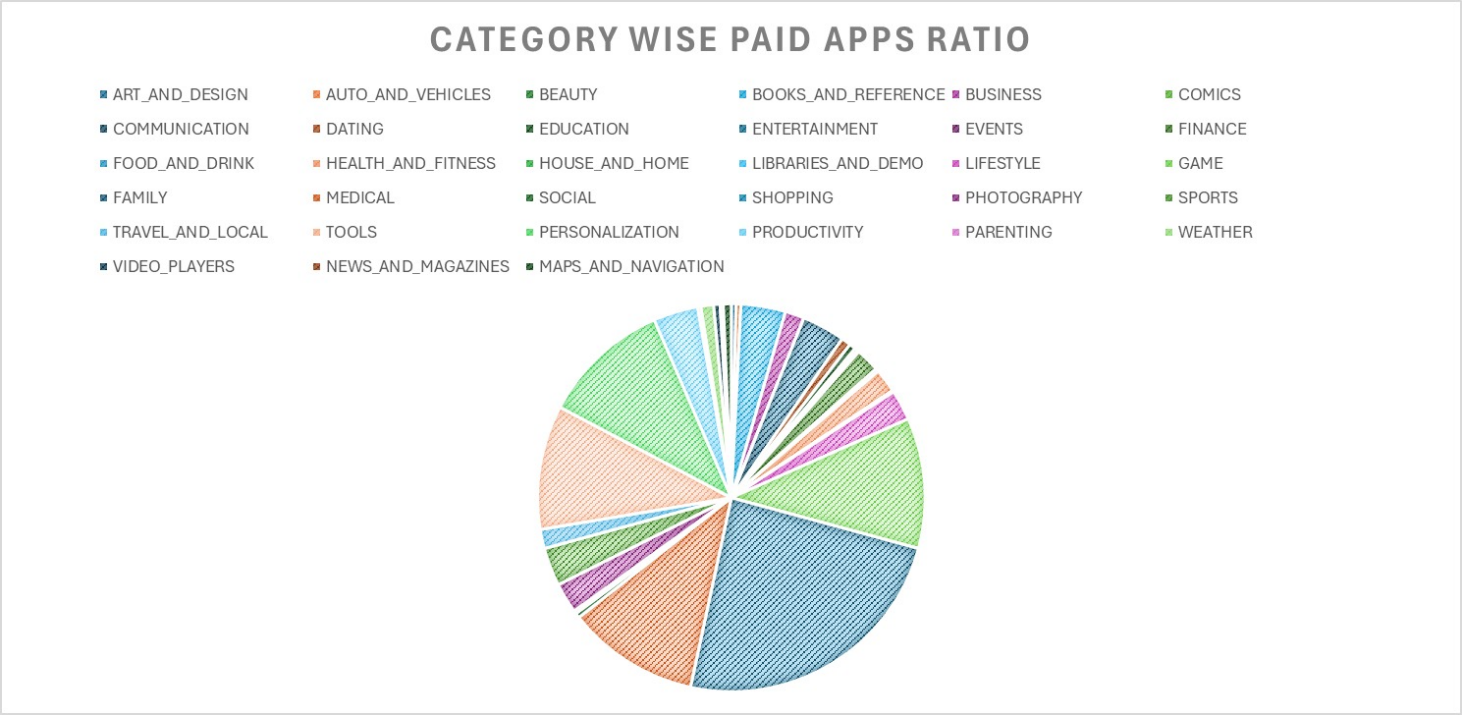 CATEGORY WISE PAID APPS RATIO
ART_AND_DESIGN AUTO_AND_VEHICLES BEAUTY BOOKS_AND_REFERENCE BUSINESS COMICS
COMMUNICATION DATING EDUCATION ENTERTAINMENT EVENTS FINANCE
FOOD_AND_DRINK HEALTH_AND_FITNESS HOUSE_AND_HOME LIBRARIES_AND_DEMO LIFESTYLE GAME
FAMILY MEDICAL SOCIAL SHOPPING PHOTOGRAPHY SPORTS
TRAVEL_AND_LOCAL TOOLS PERSONALIZATION PRODUCTIVITY PARENTING WEATHER
VIDEO_PLAYERS NEWS_AND_MAGAZINES MAPS_AND_NAVIGATION